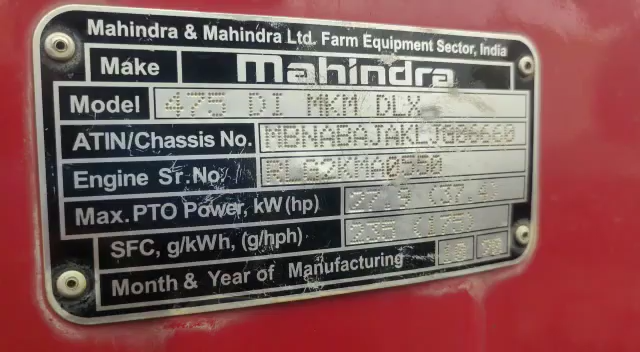 Mahindra & Mahindra Ltd. Farm Equipment Sector, India
Make Mahindra
Model 475 DI MKM DLX
ATIN/Chassis No.
Engine Sr. No.
Max. PTO Power, kW (hp) 27.9 (37.4)
SFC, g/kWh, (g/hph) 235 (175)
Month & Year of Manufacturing